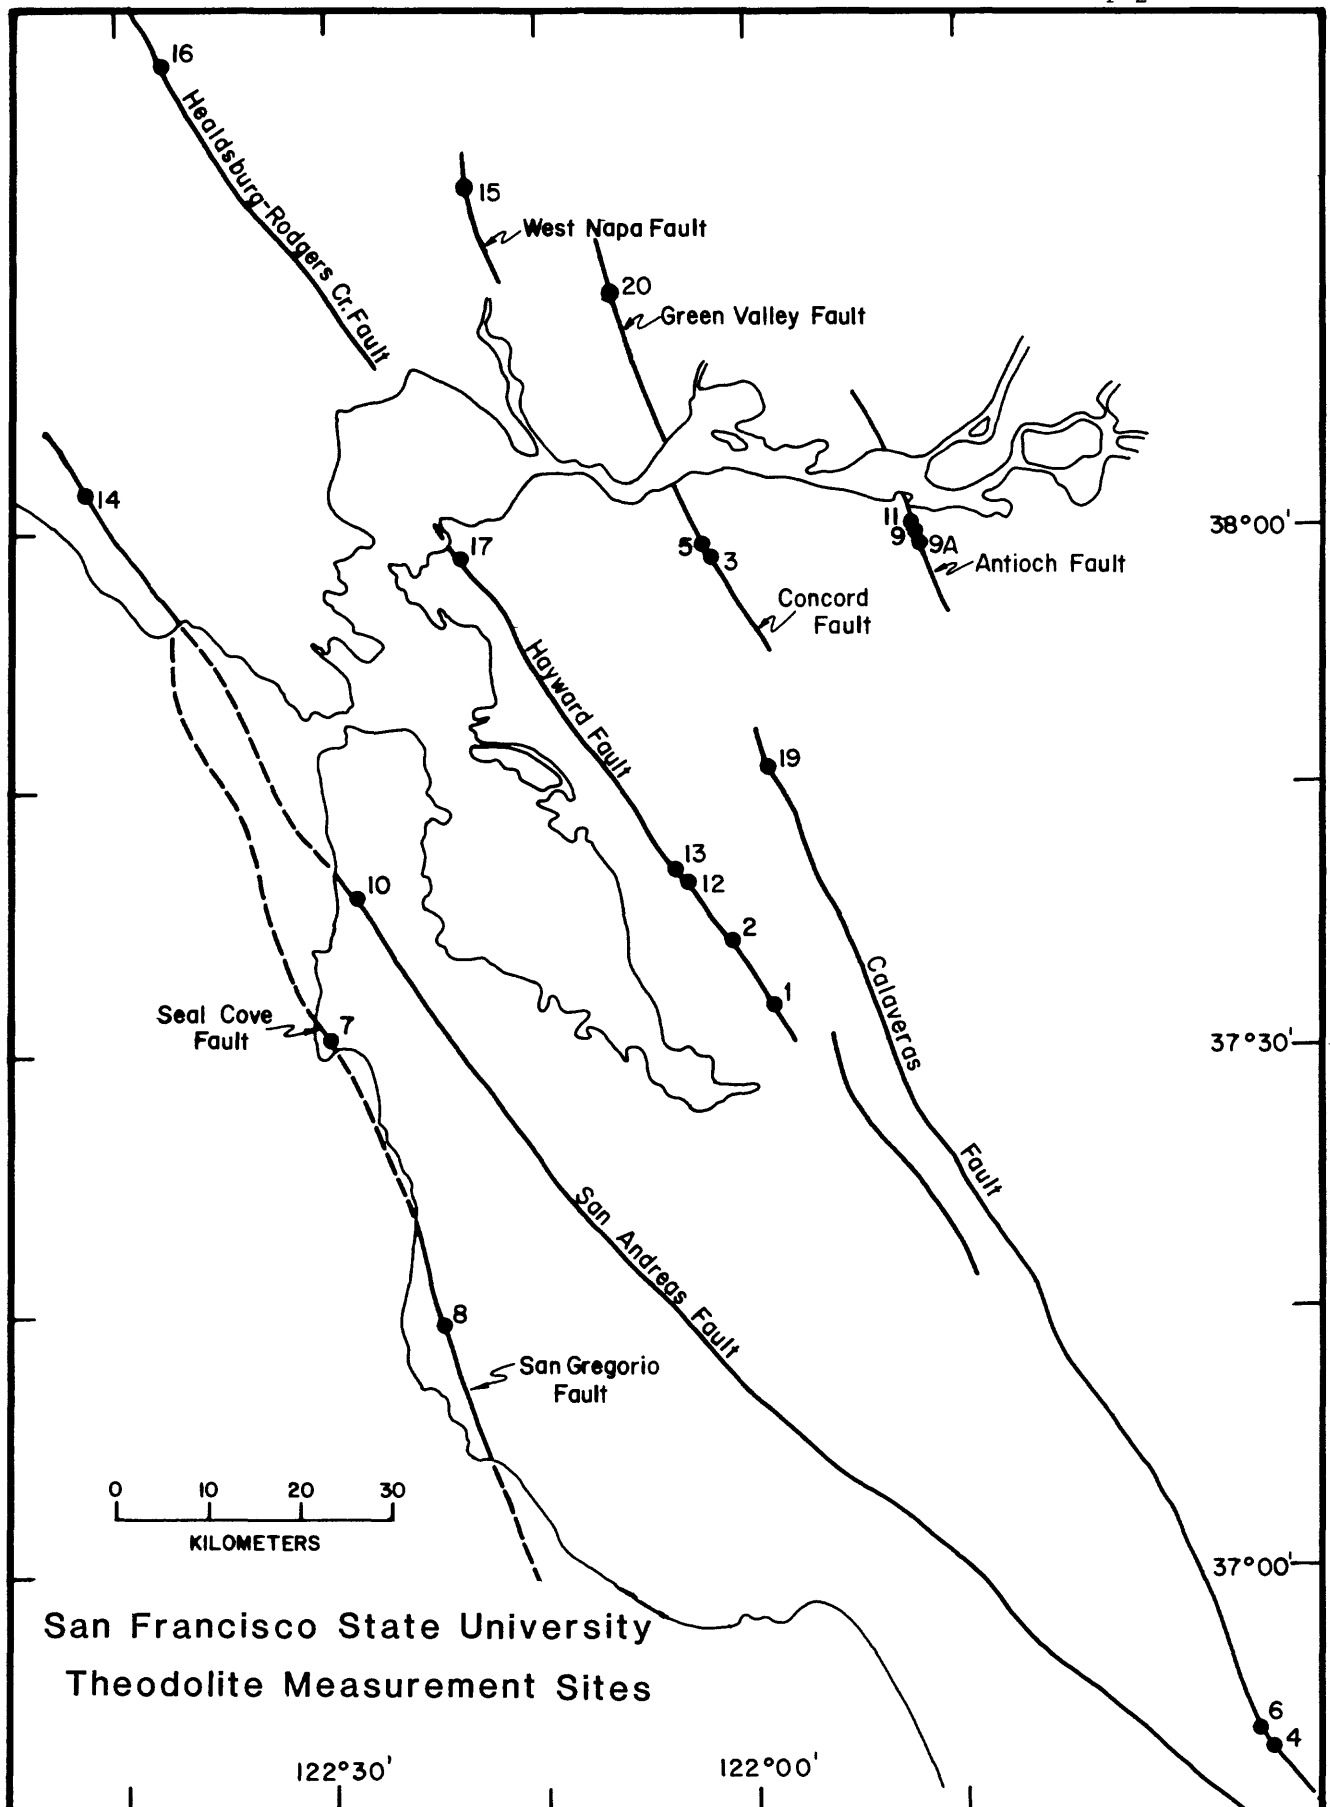 16
Healdsburg-Rodgers Cr. Fault
15
West Napa Fault
20
Green Valley Fault
14
38°00'
11
9
9A
Antioch Fault
5
3
17
Concord
Fault
Hayward Fault
19
13
12
10
2
Calaveras
Fault
1
Seal Cove
Fault
7
37°30'
San Andreas Fault
8
San Gregorio
Fault
0 10 20 30
KILOMETERS
37°00'
San Francisco State University
Theodolite Measurement Sites
6
4
122°30'
122°00'